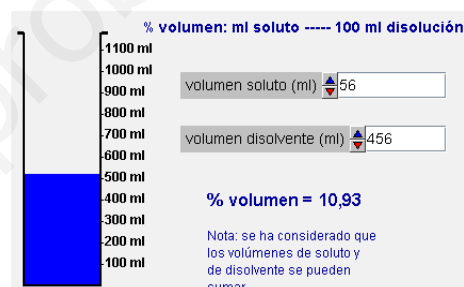 % volumen: ml soluto ----- 100 ml disolución
1100 ml
1000 ml
900 ml
800 ml
700 ml
600 ml
500 ml
400 ml
300 ml
200 ml
100 ml
volumen soluto (ml) 56
volumen disolvente (ml) 456
% volumen = 10,93
Nota: se ha considerado que
los volúmenes de soluto y
de disolvente se pueden